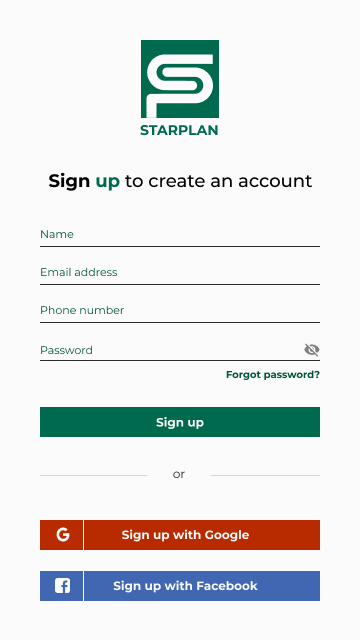 STARPLAN
Sign up to create an account
Name
Email address
Phone number
Password
Forgot password?
Sign up
or
G Sign up with Google
f Sign up with Facebook